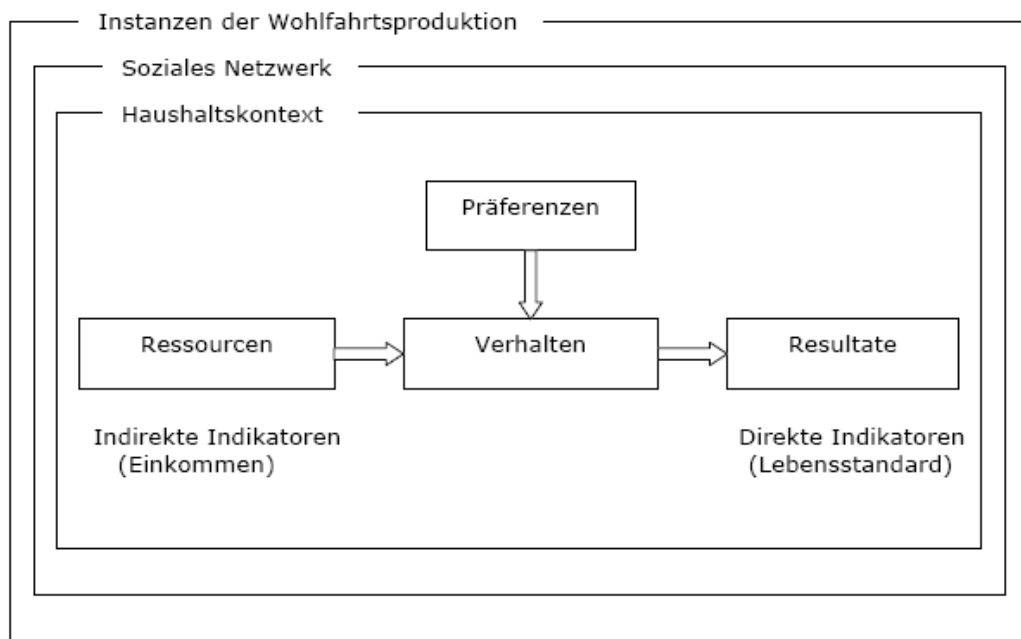 Instanzen der Wohlfahrtsproduktion
Soziales Netzwerk
Haushaltskontext
Präferenzen
Ressourcen
Verhalten
Resultate
Indirekte Indikatoren
(Einkommen)
Direkte Indikatoren
(Lebensstandard)